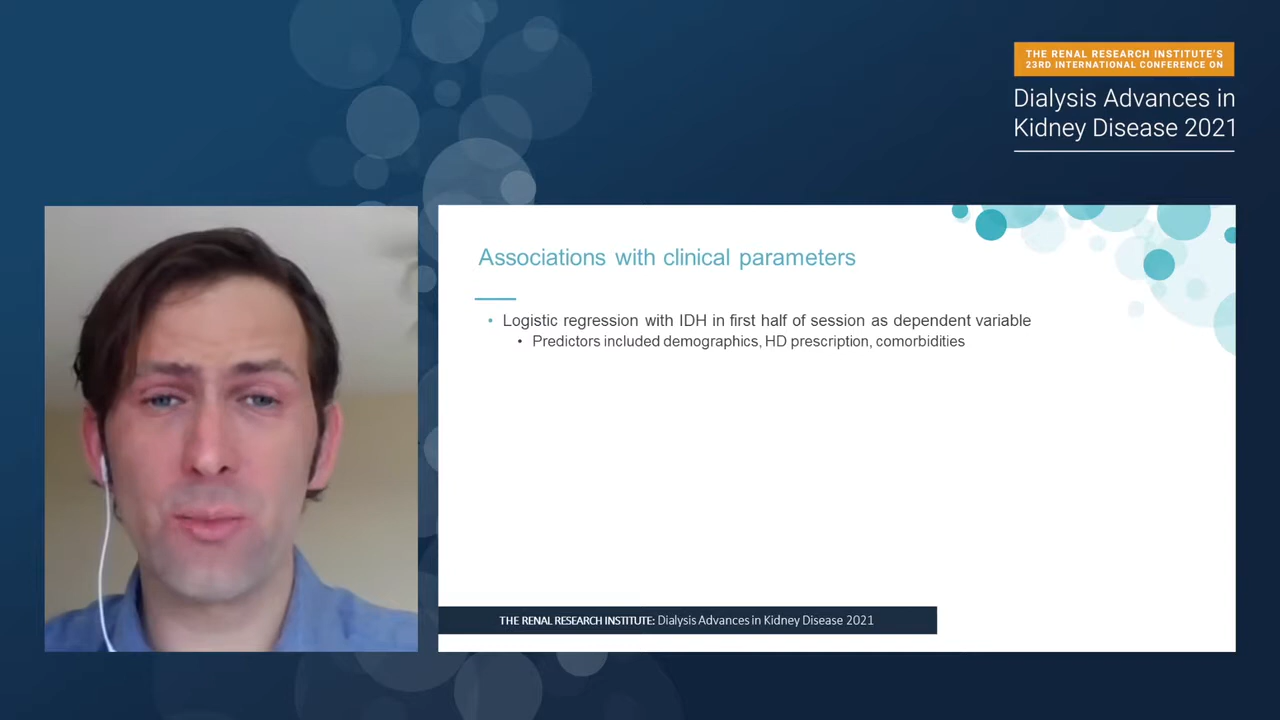 THE RENAL RESEARCH INSTITUTE'S
23RD INTERNATIONAL CONFERENCE ON
Dialysis Advances in
Kidney Disease 2021
Associations with clinical parameters
• Logistic regression with IDH in first half of session as dependent variable
• Predictors included demographics, HD prescription, comorbidities
THE RENAL RESEARCH INSTITUTE: Dialysis Advances in Kidney Disease 2021